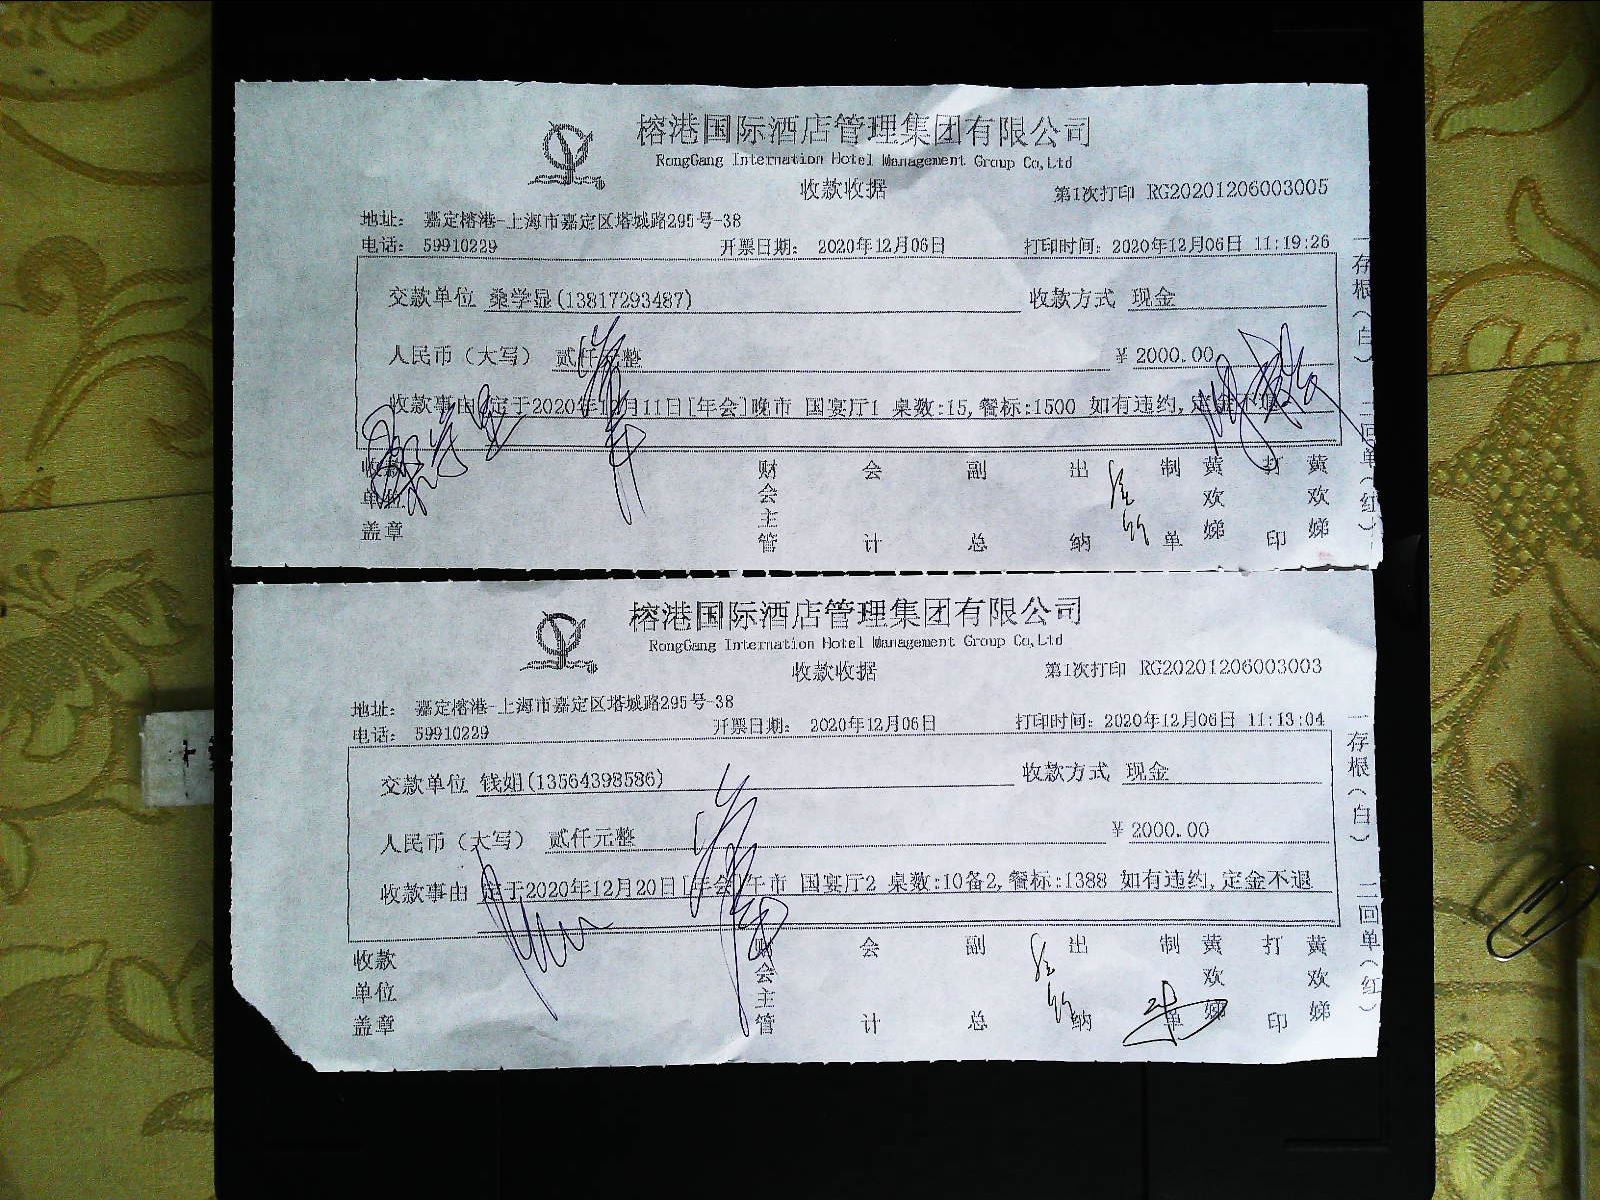 榕港国际酒店管理集团有限公司
RongGang Internation Hotel Management Group Co,Ltd
收款收据
第1次打印 RG20201206003005
地址： 嘉定榕港-上海市嘉定区塔城路295号-38
电话： 59910229 开票日期： 2020年12月06日 打印时间：2020年12月06日 11:19:26
交款单位 桑学显(13817293487) 收款方式 现金
人民币（大写） 贰仟元整 ￥2000.00
收款事由 定于2020年12月11日[年会]晚市 国宴厅1 桌数:15,餐标:1500 如有违约,定金不退
收款单位盖章 财会主管 会计 副总 出纳 制单 黄欢娣 打印 黄欢娣
存根（白） 二回单（红）
榕港国际酒店管理集团有限公司
RongGang Internation Hotel Management Group Co,Ltd
收款收据
第1次打印 RG20201206003003
地址： 嘉定榕港-上海市嘉定区塔城路295号-38
电话： 59910229 开票日期： 2020年12月06日 打印时间：2020年12月06日 11:13:04
交款单位 钱姐(13564398586) 收款方式 现金
人民币（大写） 贰仟元整 ￥2000.00
收款事由 定于2020年12月20日[年会]午市 国宴厅2 桌数:10备2,餐标:1388 如有违约,定金不退
收款单位盖章 财会主管 会计 副总 出纳 制单 黄欢娣 打印 黄欢娣
一存根（白） 二回单（红）